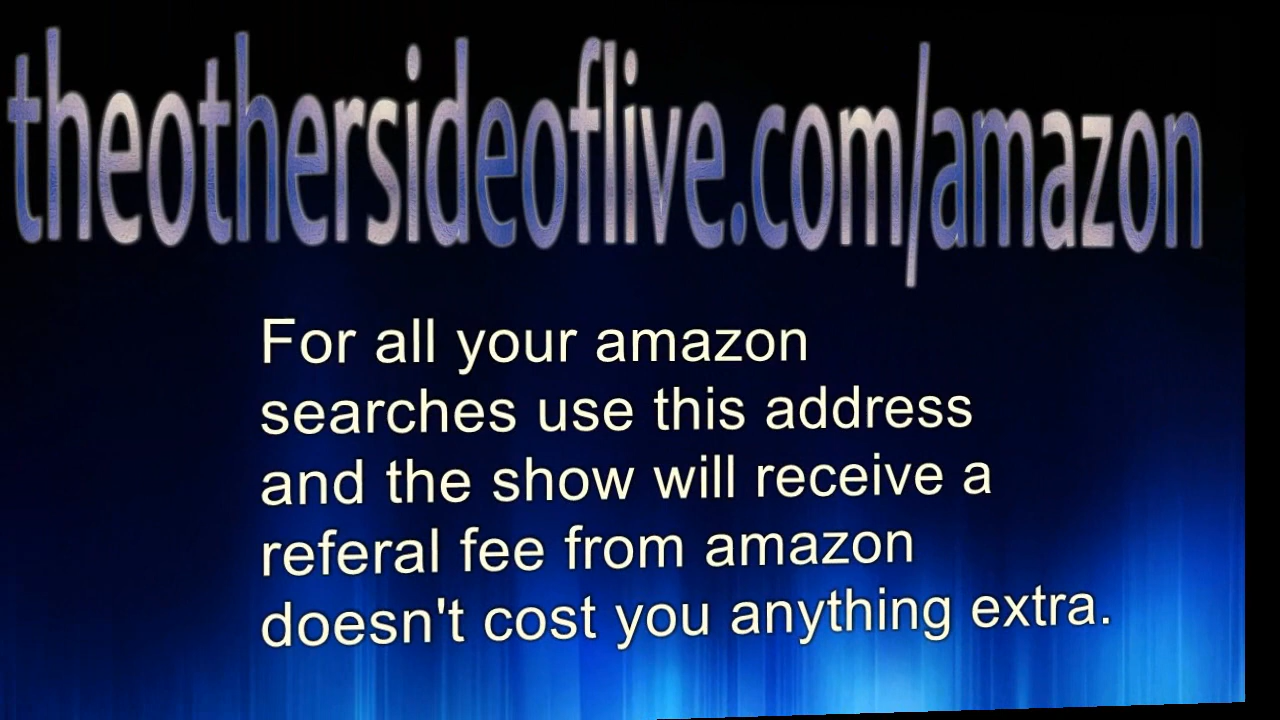 theothersideoflive.com/amazon
For all your amazon
searches use this address
and the show will receive a
referal fee from amazon
doesn't cost you anything extra.